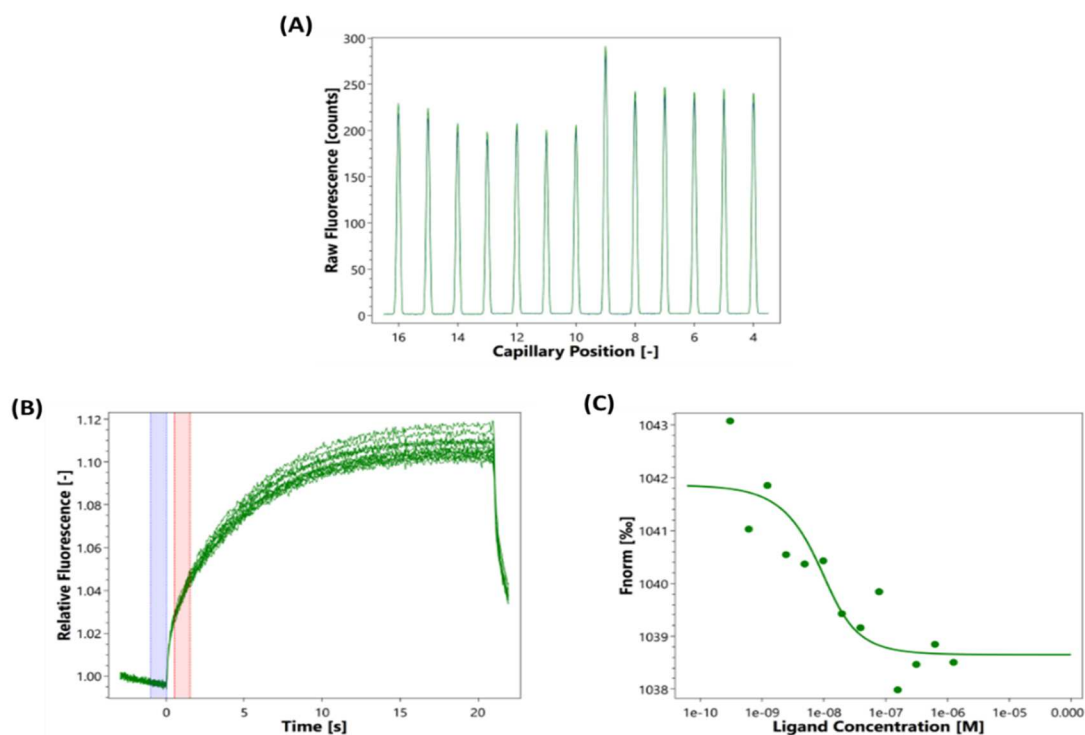 (A)
300
250
200
150
100
50
0
Raw Fluorescence [counts]
16 14 12 10 8 6 4
Capillary Position [-]
(B)
1.12
1.10
1.08
1.06
1.04
1.02
1.00
Relative Fluorescence [-]
0 5 10 15 20
Time [s]
(C)
1043
1042
1041
1040
1039
1038
Fnorm [‰]
1e-10 1e-09 1e-08 1e-07 1e-06 1e-05 0.000
Ligand Concentration [M]